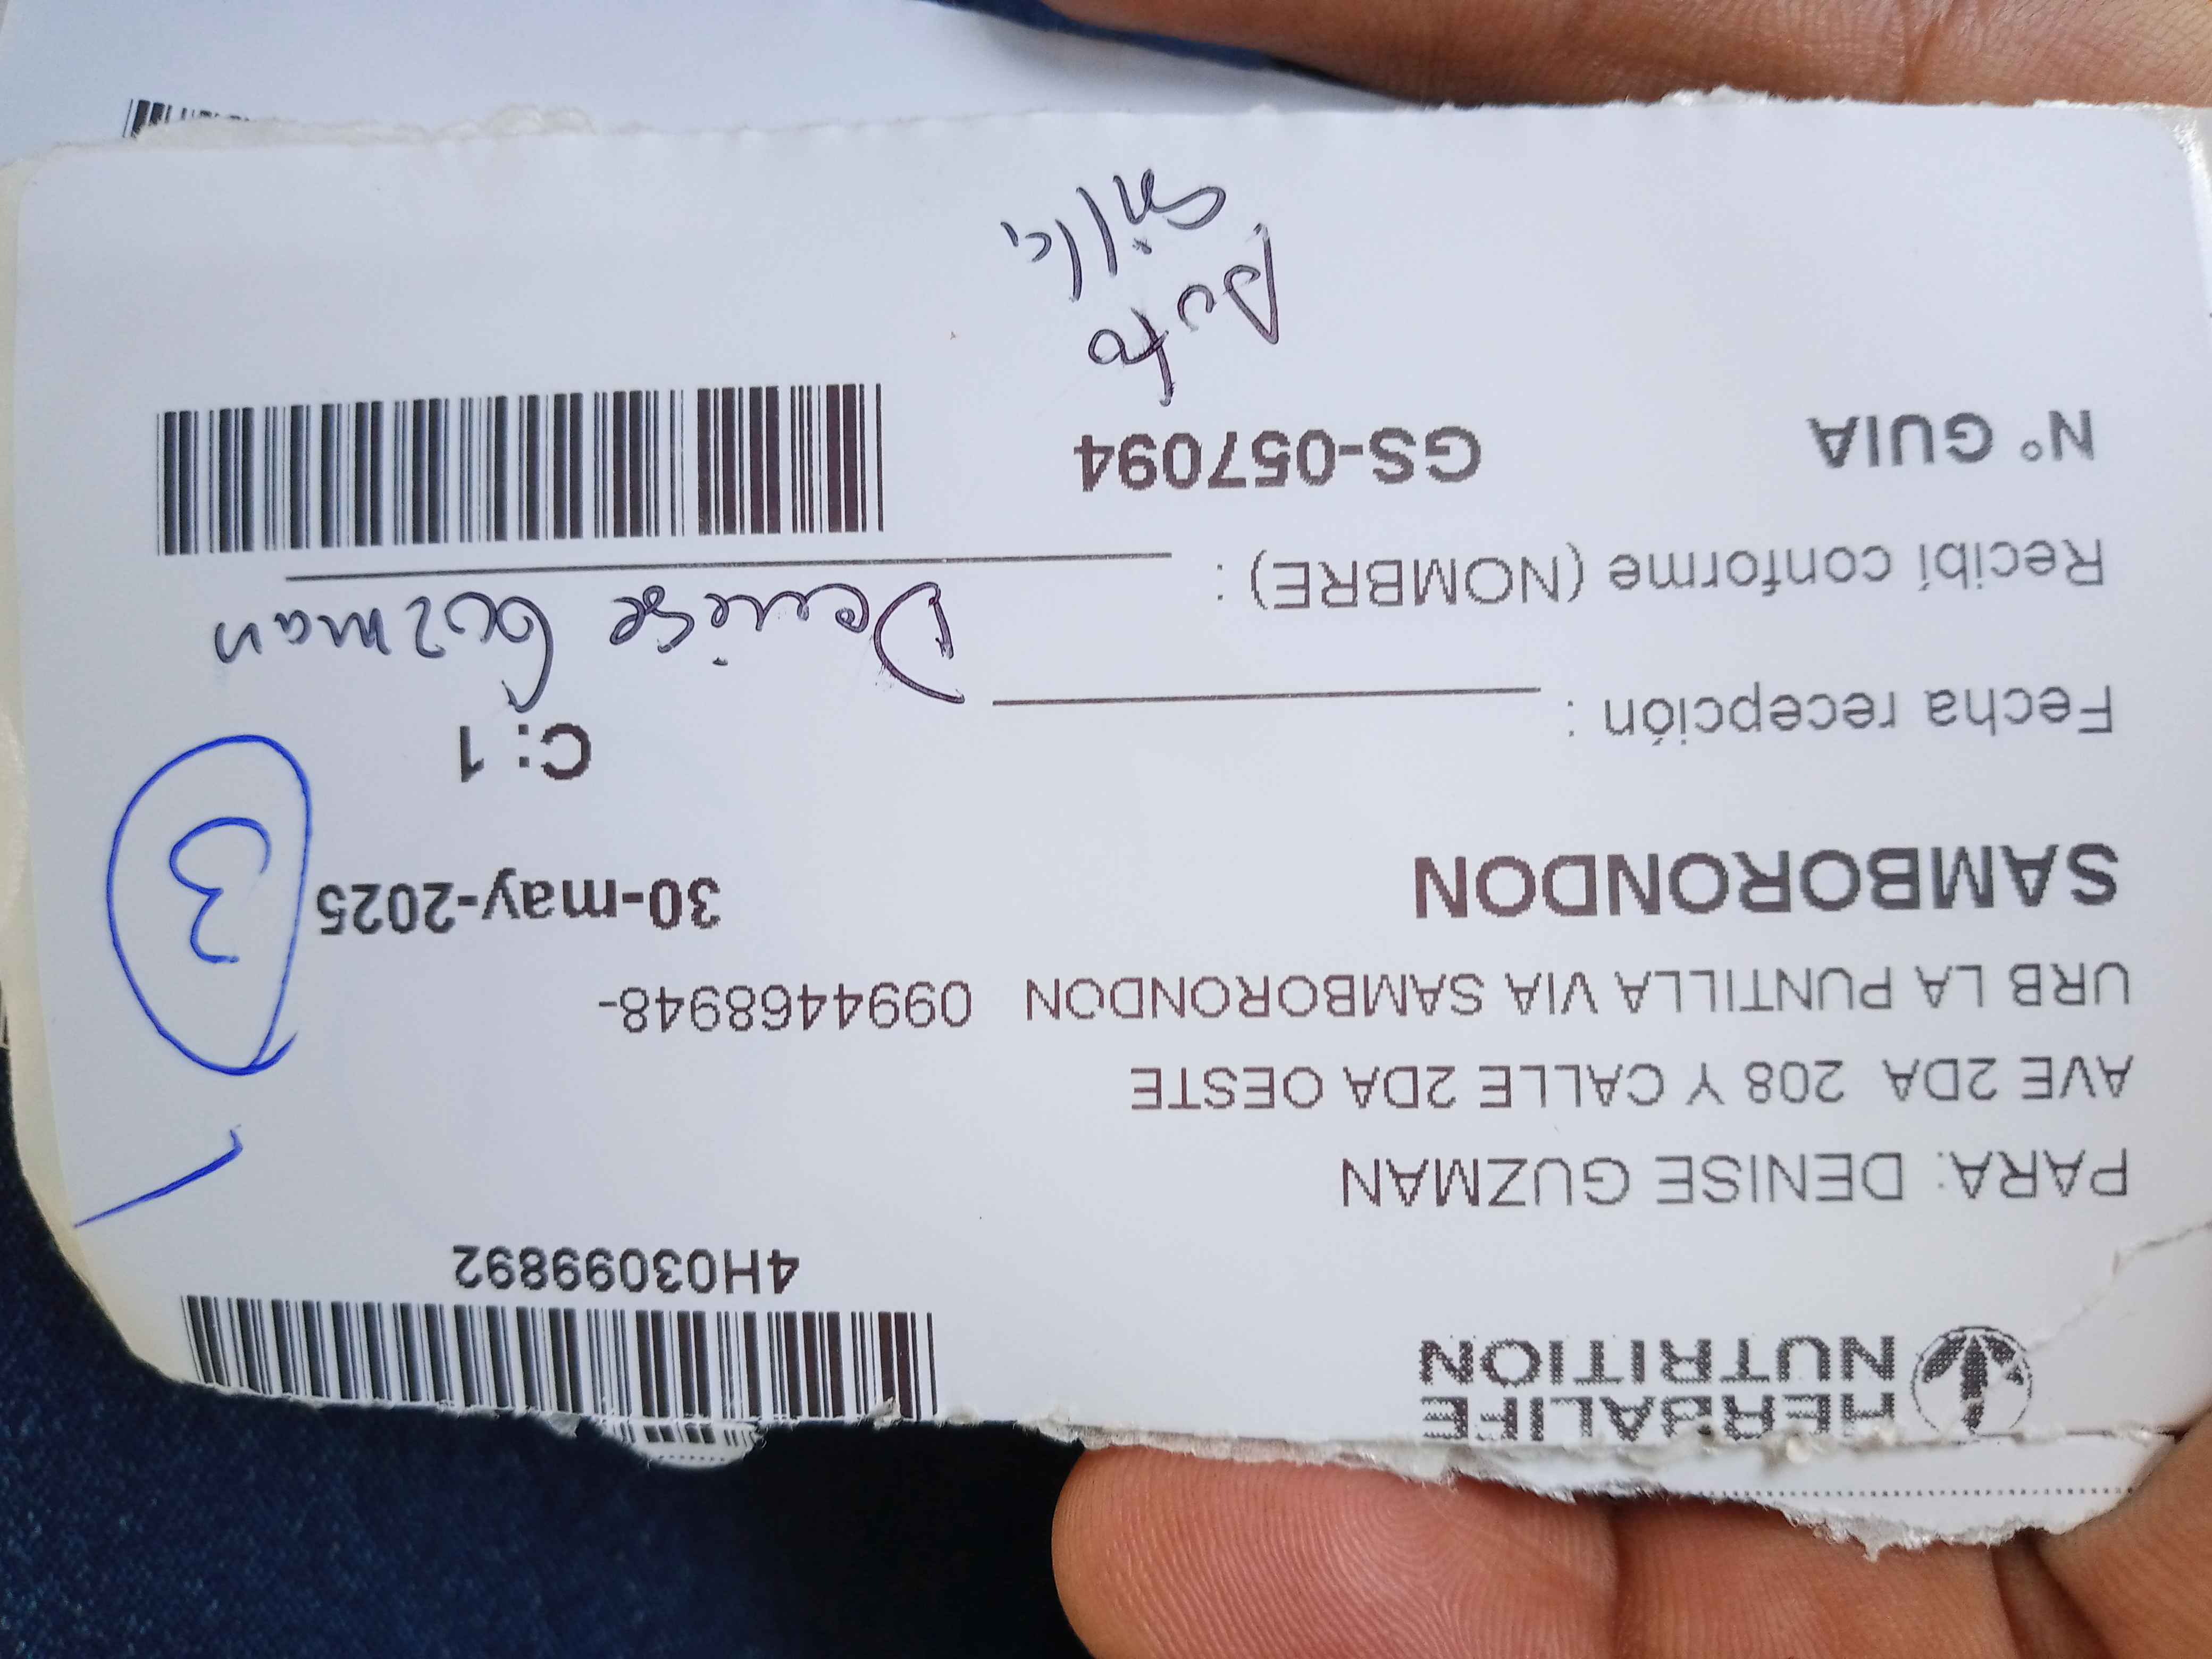 HERBALIFE
NUTRITION
4H03099892
PARA: DENISE GUZMAN
AVE 2DA 208 Y CALLE 2DA OESTE
URB LA PUNTILLA VIA SAMBORONDON 0994468948-
SAMBORONDON 30-may-2025
3
C: 1
Fecha recepción :
Recibí conforme (NOMBRE) : Denise Guzman
N° GUIA GS-057094
Auto